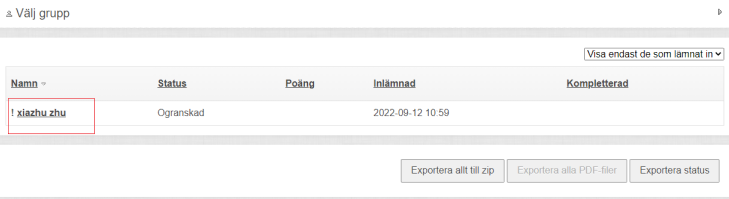 Välj grupp
Visa endast de som lämnat in
Namn Status Poäng Inlämnad Kompletterad
! xiazhu zhu Ogranskad 2022-09-12 10:59
Exportera allt till zip Exportera alla PDF-filer Exportera status